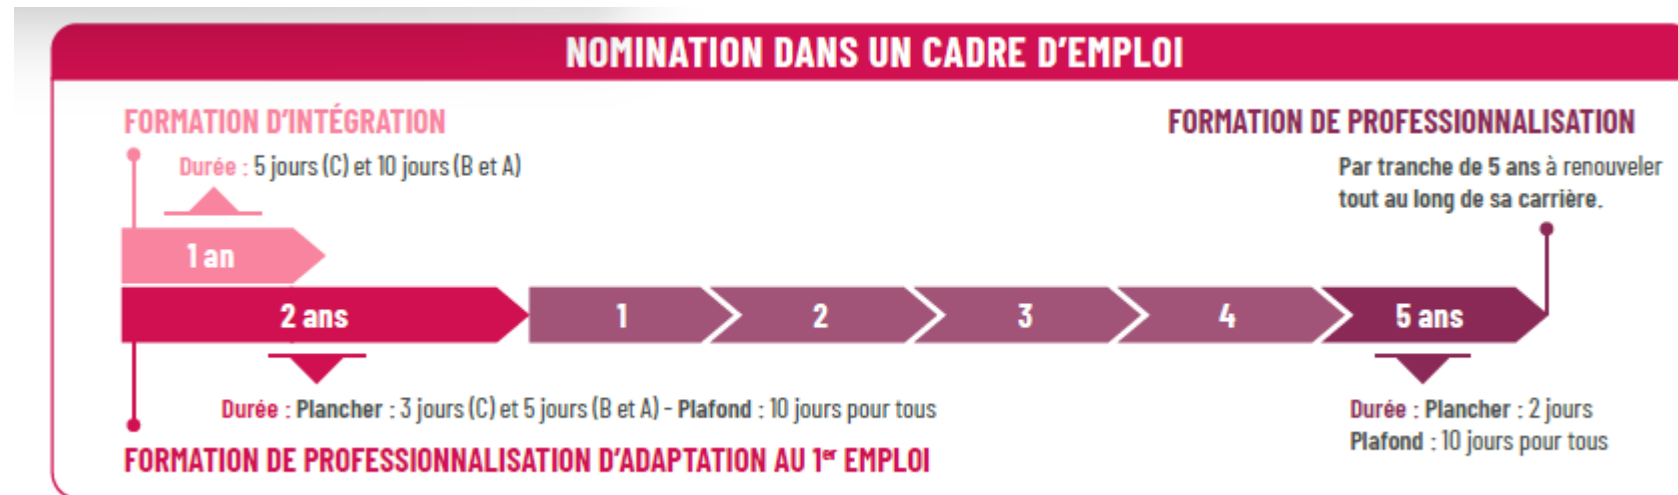 NOMINATION DANS UN CADRE D'EMPLOI
FORMATION D'INTÉGRATION
Durée : 5 jours (C) et 10 jours (B et A)
1 an
FORMATION DE PROFESSIONNALISATION
Par tranche de 5 ans à renouveler
tout au long de sa carrière.
2 ans
1
2
3
4
5 ans
Durée : Plancher : 3 jours (C) et 5 jours (B et A) - Plafond : 10 jours pour tous
FORMATION DE PROFESSIONNALISATION D'ADAPTATION AU 1er EMPLOI
Durée : Plancher : 2 jours
Plafond : 10 jours pour tous